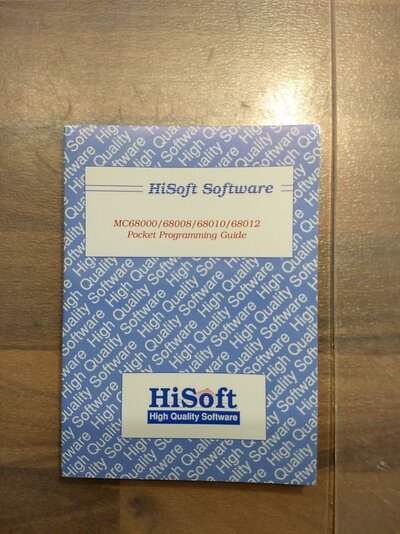 HiSoft Software
MC68000/68008/68010/68012
Pocket Programming Guide
HiSoft
High Quality Software